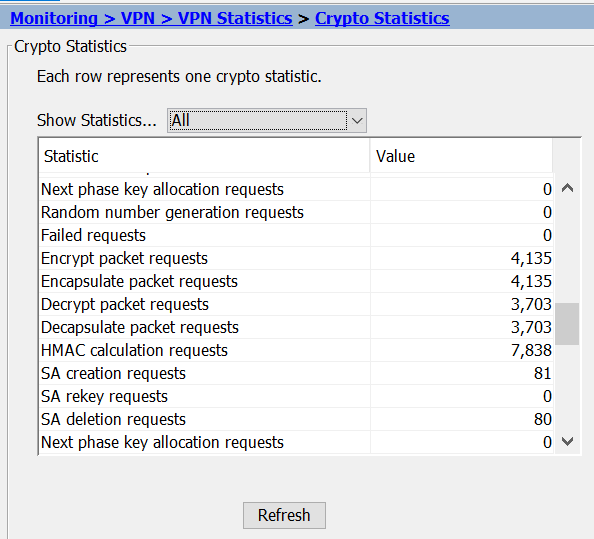 Monitoring > VPN > VPN Statistics > Crypto Statistics
Crypto Statistics
Each row represents one crypto statistic.
Show Statistics... All
Statistic Value
Next phase key allocation requests 0
Random number generation requests 0
Failed requests 0
Encrypt packet requests 4,135
Encapsulate packet requests 4,135
Decrypt packet requests 3,703
Decapsulate packet requests 3,703
HMAC calculation requests 7,838
SA creation requests 81
SA rekey requests 0
SA deletion requests 80
Next phase key allocation requests 0
Refresh